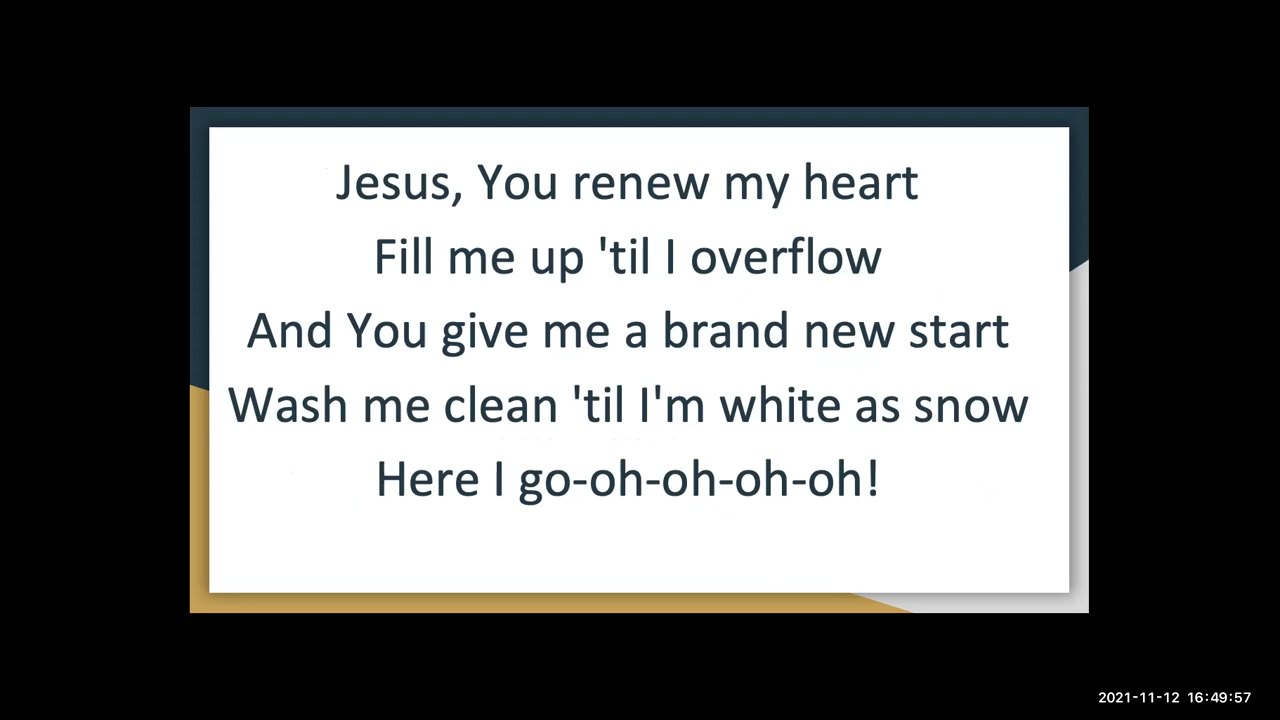 Jesus, You renew my heart
Fill me up 'til I overflow
And You give me a brand new start
Wash me clean 'til I'm white as snow
Here I go-oh-oh-oh-oh!
2021-11-12 16:49:57